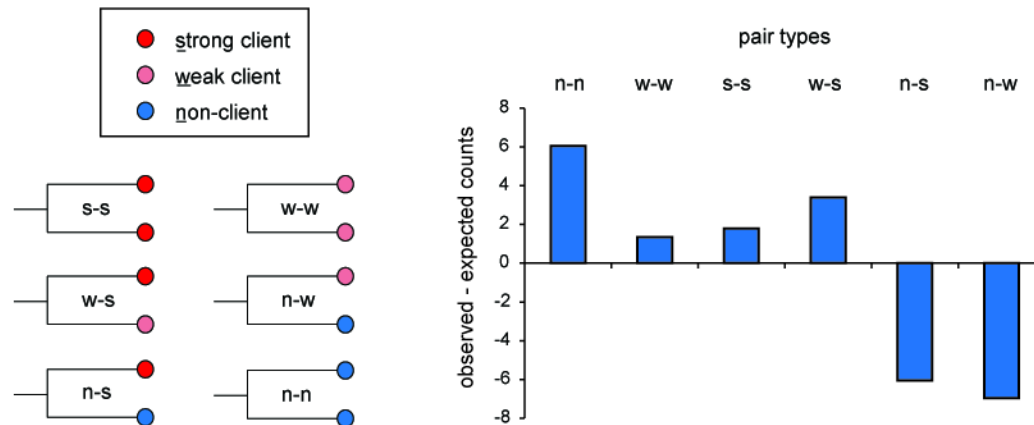 strong client
weak client
non-client
s-s
w-w
w-s
n-w
n-s
n-n
pair types
n-n w-w s-s w-s n-s n-w
observed - expected counts
8
6
4
2
0
-2
-4
-6
-8